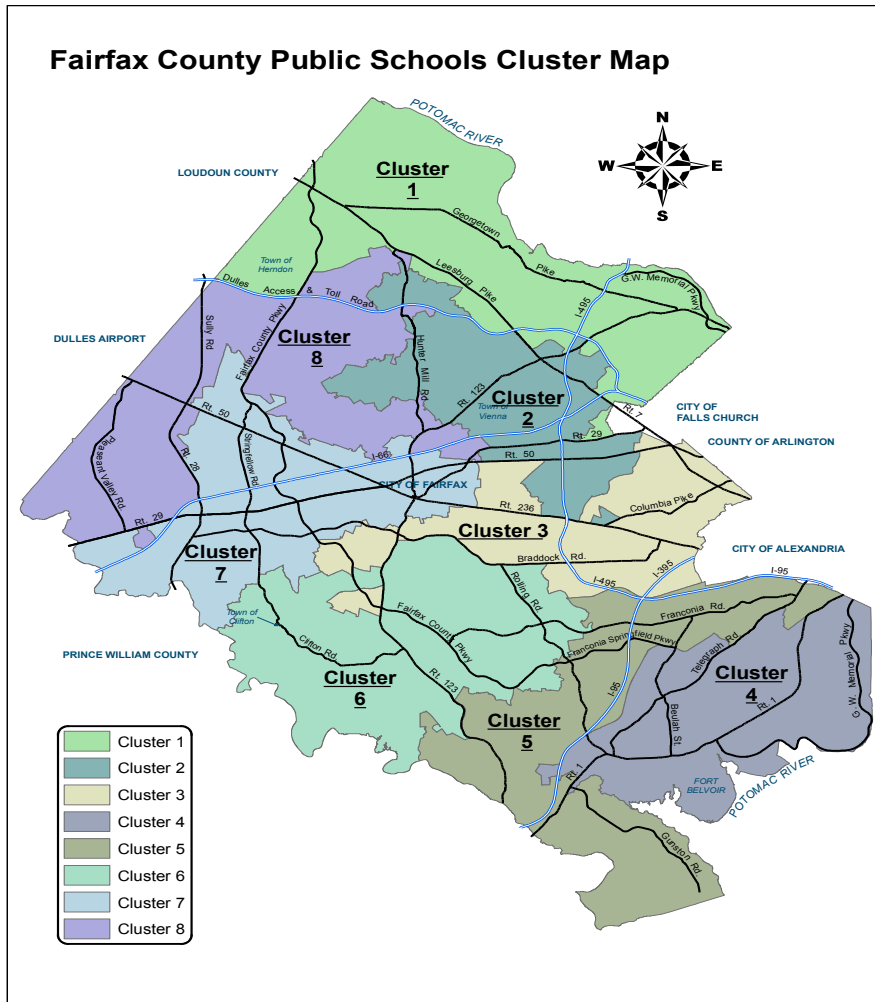 Fairfax County Public Schools Cluster Map
POTOMAC RIVER
N
W
E
S
LOUDOUN COUNTY
Cluster
1
Georgetown
Pike
Town of
Herndon
Leesburg
Pike
G.W. Memorial Pkwy
I-495
Dulles
Access
&
Toll
Road
Sully Rd
Fairfax County Pkwy
DULLES AIRPORT
Cluster
8
Hunter Mill Rd
Rt. 123
Cluster
2
Town of
Vienna
Rt. 7
CITY OF
FALLS CHURCH
COUNTY OF ARLINGTON
Rt. 50
Rt. 29
Rt. 50
Pleasant Valley Rd.
Rt. 28
Stringfellow Rd.
I-66
CITY OF FAIRFAX
Rt. 29
Rt. 236
Columbia Pike
Cluster 3
Braddock Rd.
CITY OF ALEXANDRIA
Cluster
7
I-495
I-395
I-95
Rolling Rd.
Town of
Clifton
Clifton Rd.
Fairfax County
Pkwy
Franconia Rd.
Franconia Springfield Pkwy
Telegraph Rd
Pkwy
G. W. Memorial
PRINCE WILLIAM COUNTY
Cluster
6
Rt. 123
Cluster
4
I-95
Beulah St.
Rt. 1
Cluster
5
Rt. 1
FORT
BELVOIR
POTOMAC RIVER
Gunston Rd
Cluster 1
Cluster 2
Cluster 3
Cluster 4
Cluster 5
Cluster 6
Cluster 7
Cluster 8